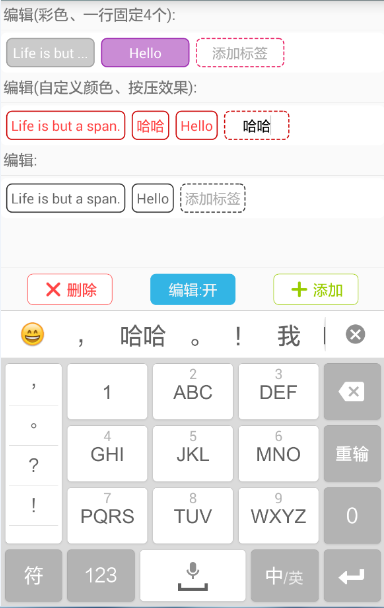 编辑(彩色、一行固定4个):
Life is but ... Hello 添加标签
编辑(自定义颜色、按压效果):
Life is but a span. 哈哈 Hello 哈哈
编辑:
Life is but a span. Hello 添加标签
删除 编辑:开 添加
， 哈哈 。 ！ 我
， 1 2 ABC 3 DEF
。 4 GHI 5 JKL 6 MNO 重输
? 7 PQRS 8 TUV 9 WXYZ 0
!
符 123 中/英